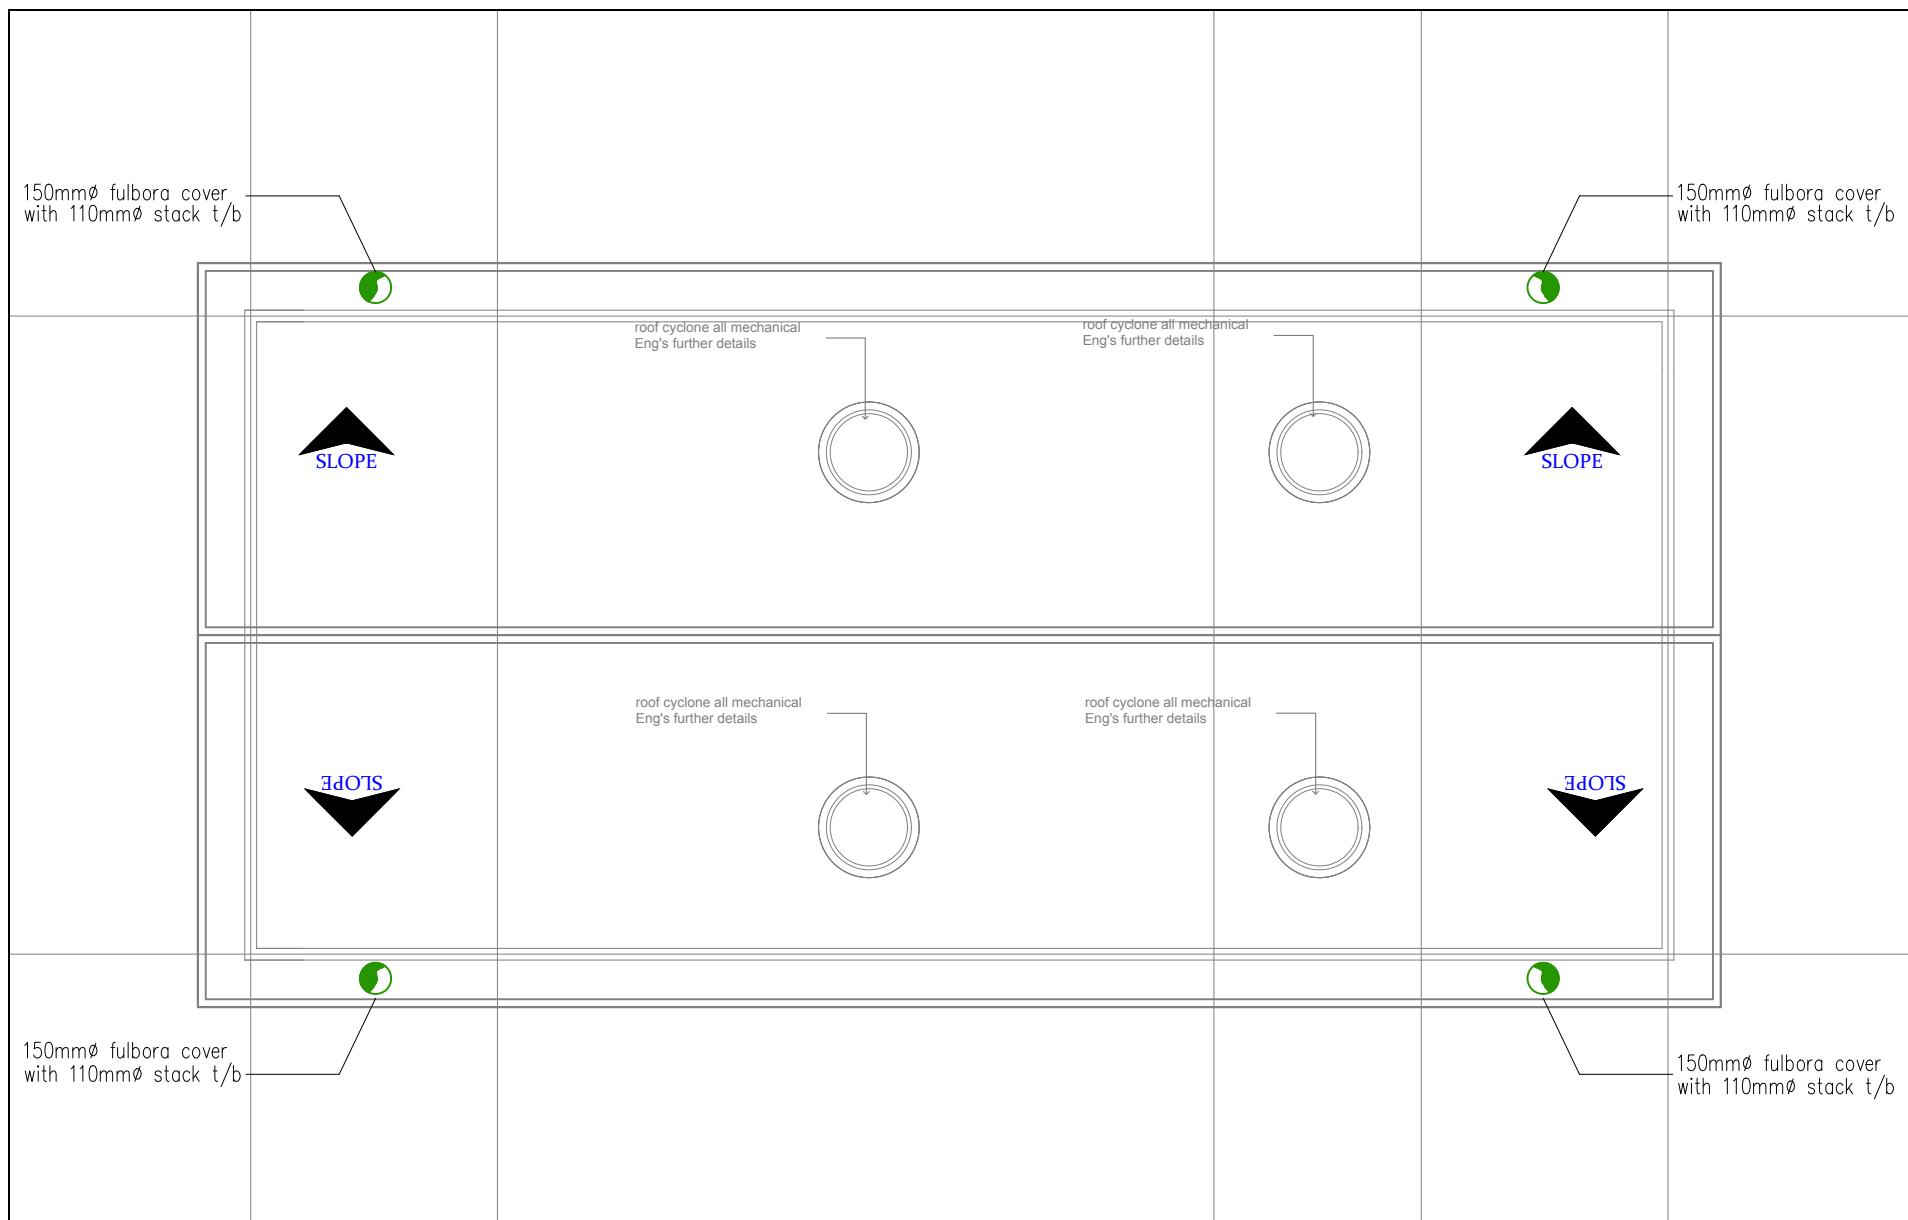 150mmø fulbora cover
with 110mmø stack t/b
150mmø fulbora cover
with 110mmø stack t/b
roof cyclone all mechanical
Eng's further details
roof cyclone all mechanical
Eng's further details
SLOPE
SLOPE
roof cyclone all mechanical
Eng's further details
roof cyclone all mechanical
Eng's further details
SLOPE
SLOPE
150mmø fulbora cover
with 110mmø stack t/b
150mmø fulbora cover
with 110mmø stack t/b